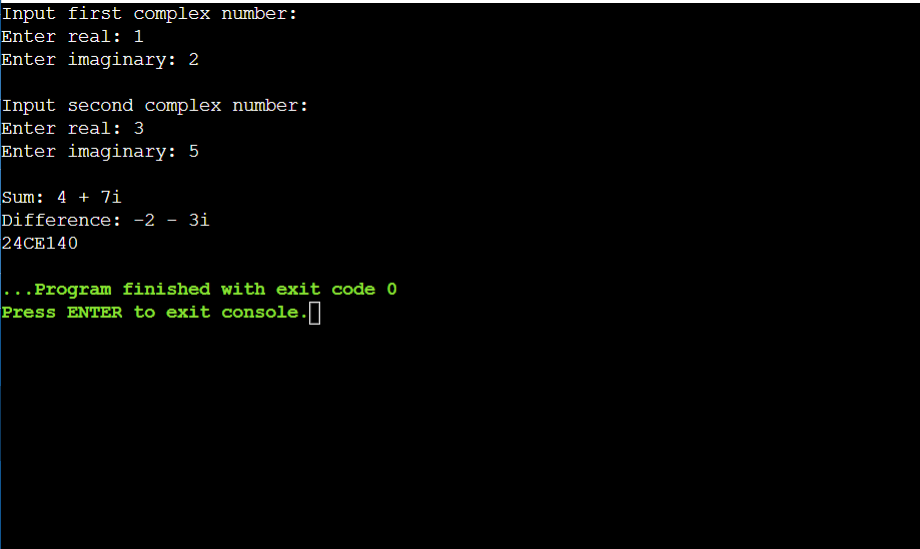 Input first complex number:
Enter real: 1
Enter imaginary: 2
Input second complex number:
Enter real: 3
Enter imaginary: 5
Sum: 4 + 7i
Difference: -2 - 3i
24CE140
...Program finished with exit code 0
Press ENTER to exit console.